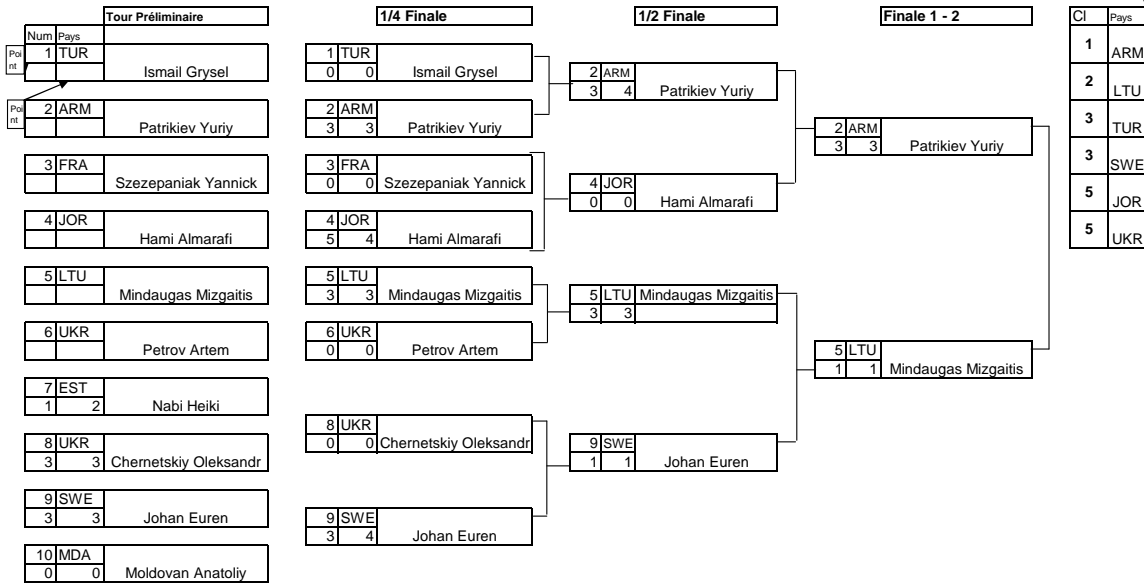 Tour Préliminaire
Num Pays
Poi
nt
1 TUR
Ismail Grysel
Poi
nt
2 ARM
Patrikiev Yuriy
3 FRA
Szezepaniak Yannick
4 JOR
Hami Almarafi
5 LTU
Mindaugas Mizgaitis
6 UKR
Petrov Artem
7 EST
1 2 Nabi Heiki
8 UKR
3 3 Chernetskiy Oleksandr
9 SWE
3 3 Johan Euren
10 MDA
0 0 Moldovan Anatoliy
1/4 Finale
1 TUR
0 0 Ismail Grysel
2 ARM
3 3 Patrikiev Yuriy
3 FRA
0 0 Szezepaniak Yannick
4 JOR
5 4 Hami Almarafi
5 LTU
3 3 Mindaugas Mizgaitis
6 UKR
0 0 Petrov Artem
8 UKR
0 0 Chernetskiy Oleksandr
9 SWE
3 4 Johan Euren
1/2 Finale
2 ARM
3 4 Patrikiev Yuriy
4 JOR
0 0 Hami Almarafi
5 LTU Mindaugas Mizgaitis
3 3
9 SWE
1 1 Johan Euren
Finale 1 - 2
2 ARM
3 3 Patrikiev Yuriy
5 LTU
1 1 Mindaugas Mizgaitis
Cl Pays
1 ARM
2 LTU
3 TUR
3 SWE
5 JOR
5 UKR